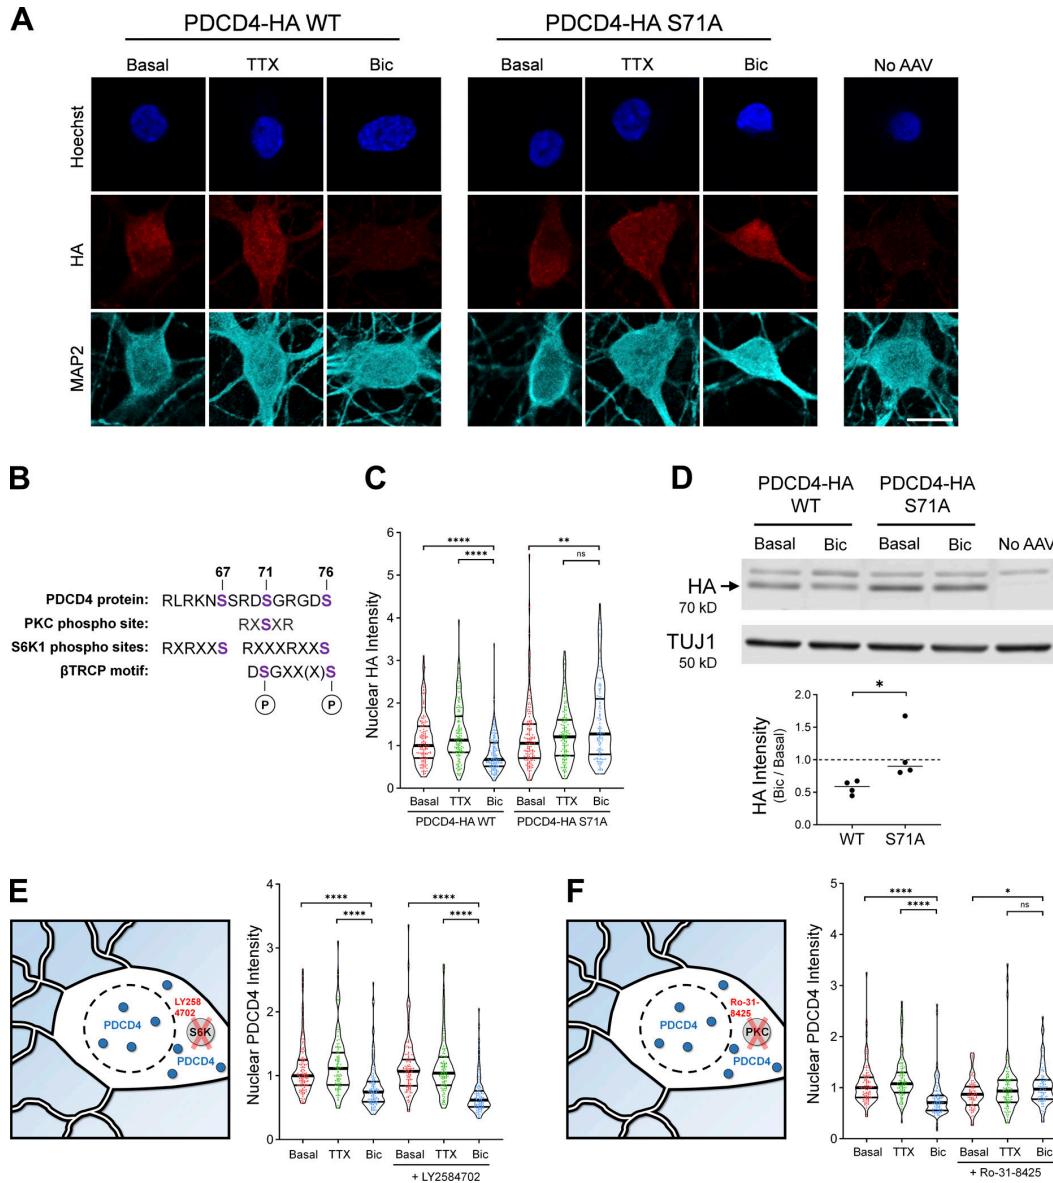 A
PDCD4-HA WT
PDCD4-HA S71A
Basal TTX Bic Basal TTX Bic No AAV
Hoechst
HA
MAP2
B
67 71 76
PDCD4 protein: RLRKNSSRDSGRGDS
PKC phospho site: RXSXR
S6K1 phospho sites: RXRXXS RXXXRXXS
βTRCP motif: DSGXX(X)S
P P
C
Nuclear HA Intensity
6
5
4
3
2
1
0
**** ** 
**** ns
Basal TTX Bic Basal TTX Bic
PDCD4-HA WT PDCD4-HA S71A
D
PDCD4-HA PDCD4-HA
WT S71A
Basal Bic Basal Bic No AAV
HA
70 kD
TUJ1
50 kD
HA Intensity
(Bic / Basal)
2.0
1.5
1.0
0.5
0.0
*
WT S71A
E
LY258
4702
PDCD4
S6K
PDCD4
Nuclear PDCD4 Intensity
4
3
2
1
0
**** ****
**** ****
Basal TTX Bic Basal TTX Bic
+ LY2584702
F
Ro-31-
8425
PDCD4
PKC
PDCD4
Nuclear PDCD4 Intensity
5
4
3
2
1
0
**** *
**** ns
Basal TTX Bic Basal TTX Bic
+ Ro-31-8425